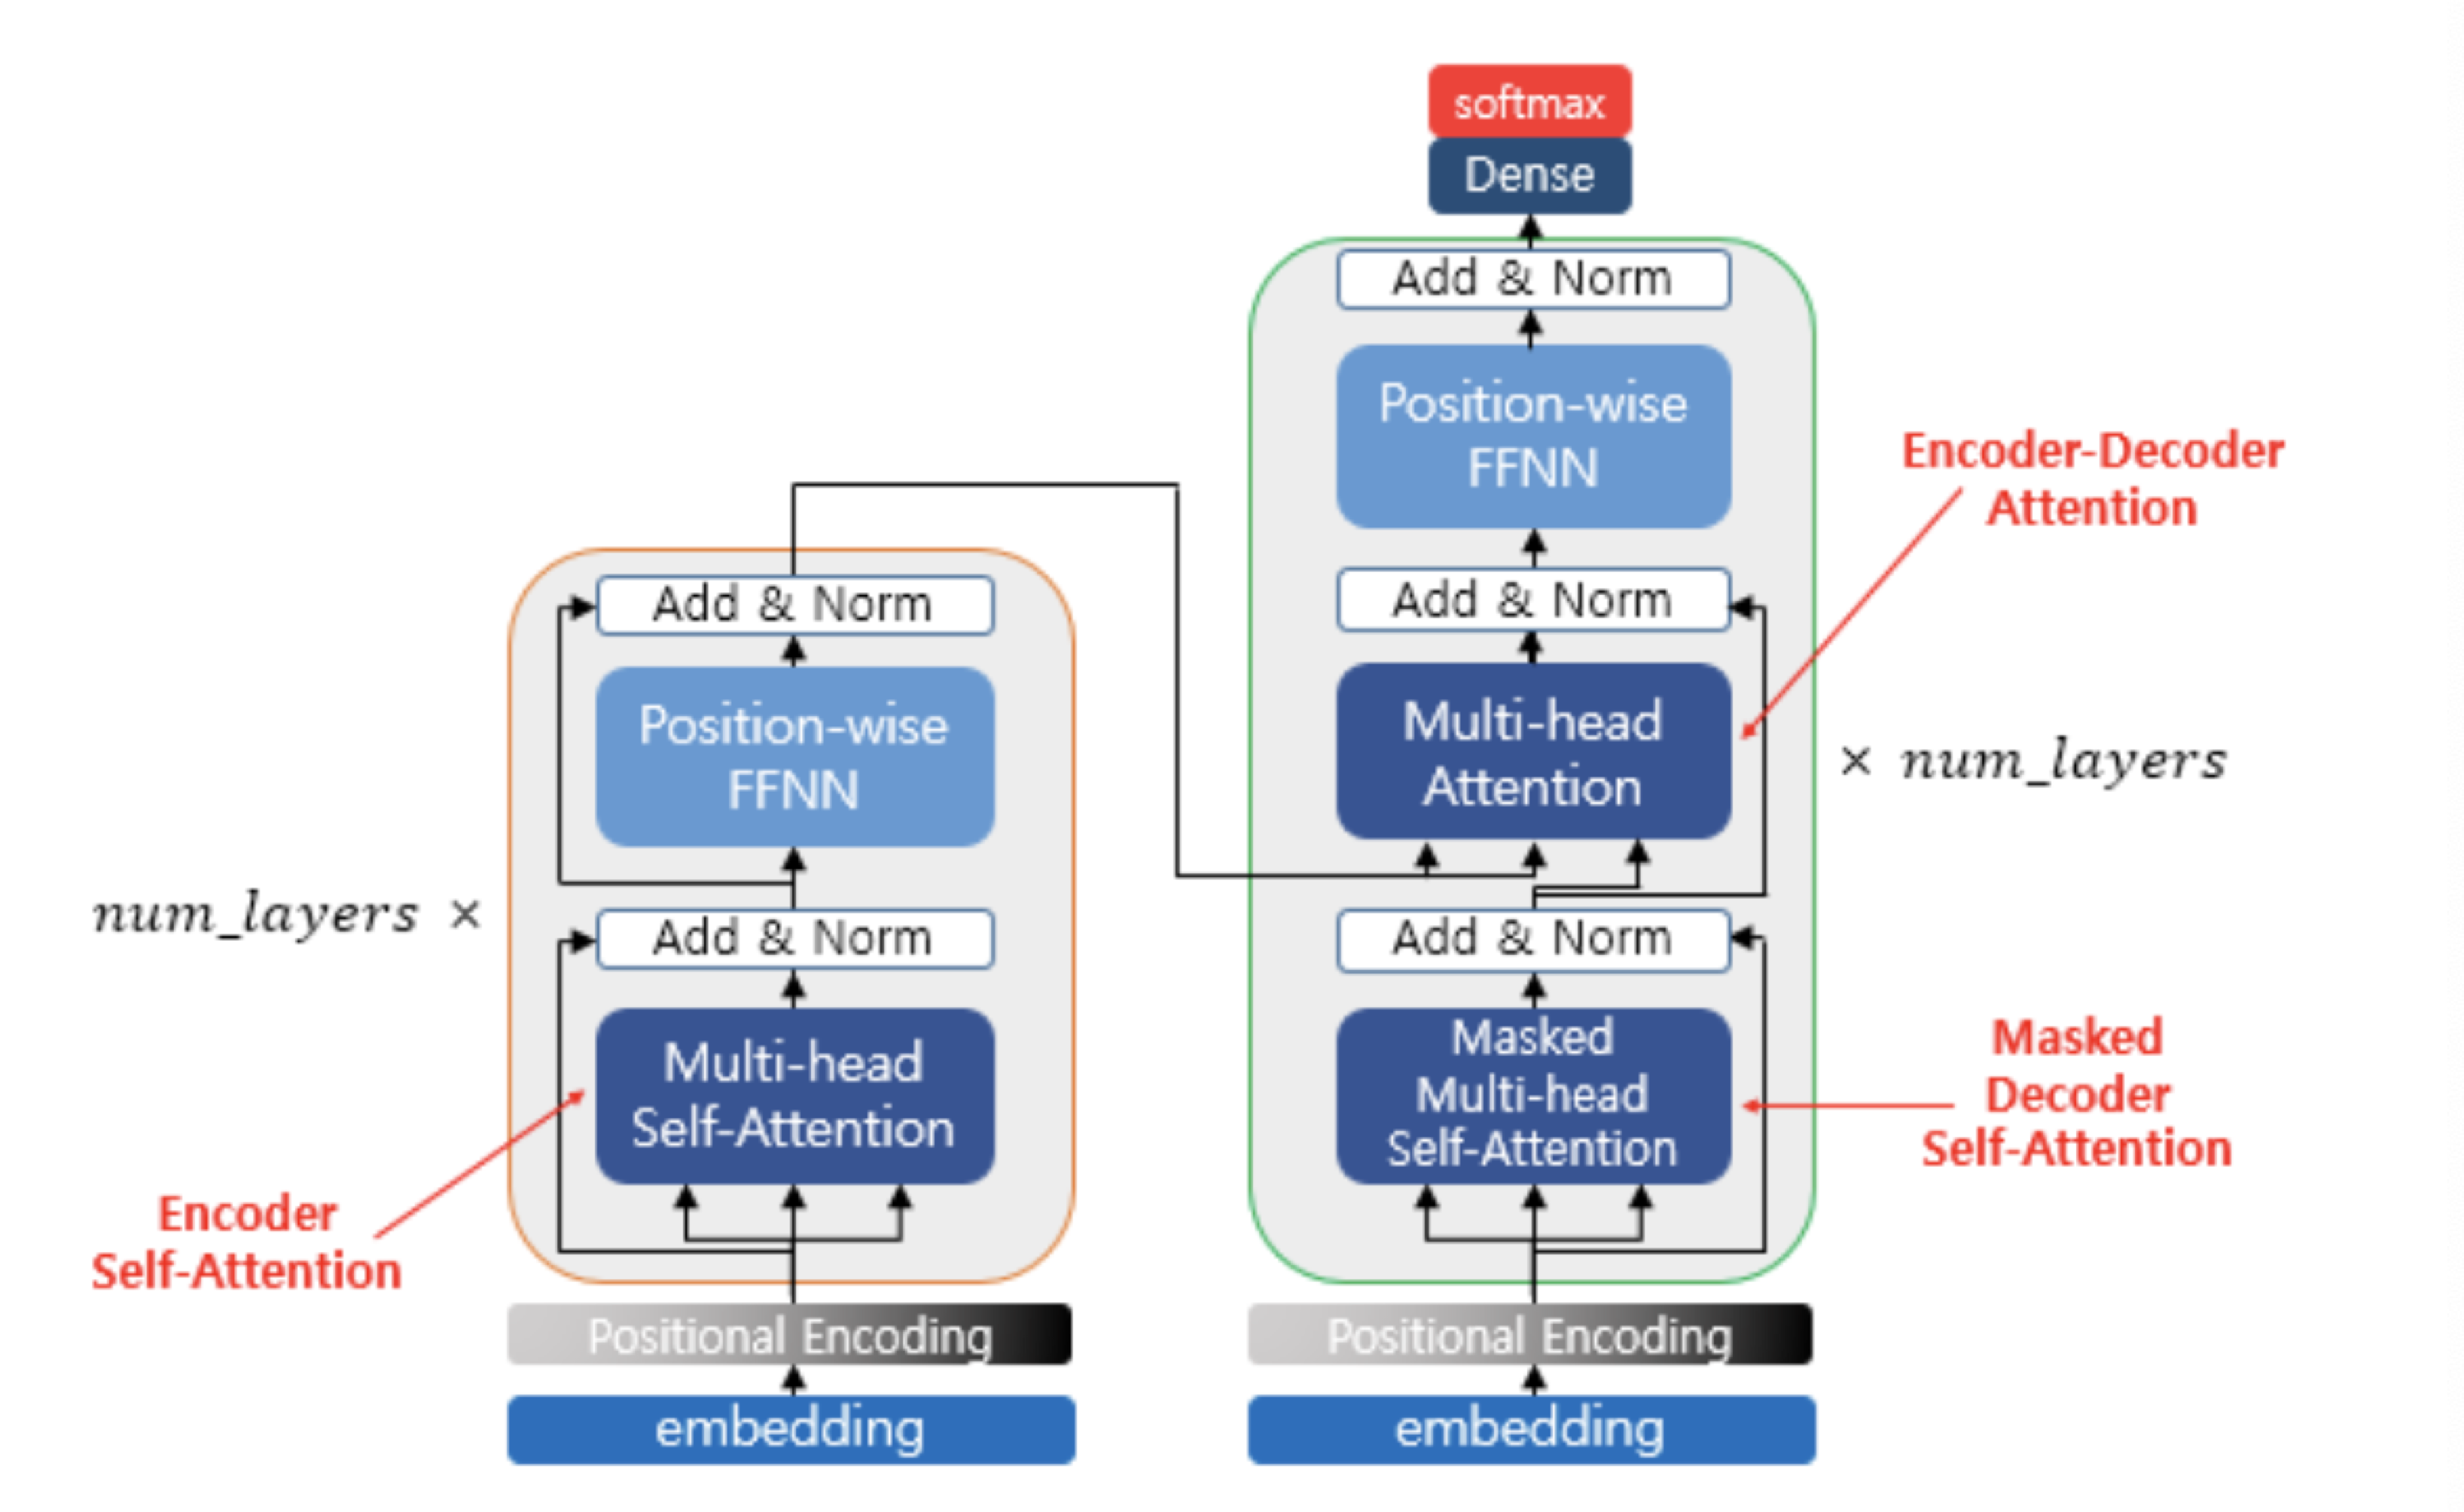 softmax
Dense
Add & Norm
Position-wise
FFNN
Encoder-Decoder
Attention
Add & Norm
Multi-head
Attention
× num_layers
Add & Norm
Masked
Multi-head
Self-Attention
Masked
Decoder
Self-Attention
Positional Encoding
embedding
Add & Norm
Position-wise
FFNN
num_layers ×
Add & Norm
Multi-head
Self-Attention
Encoder
Self-Attention
Positional Encoding
embedding